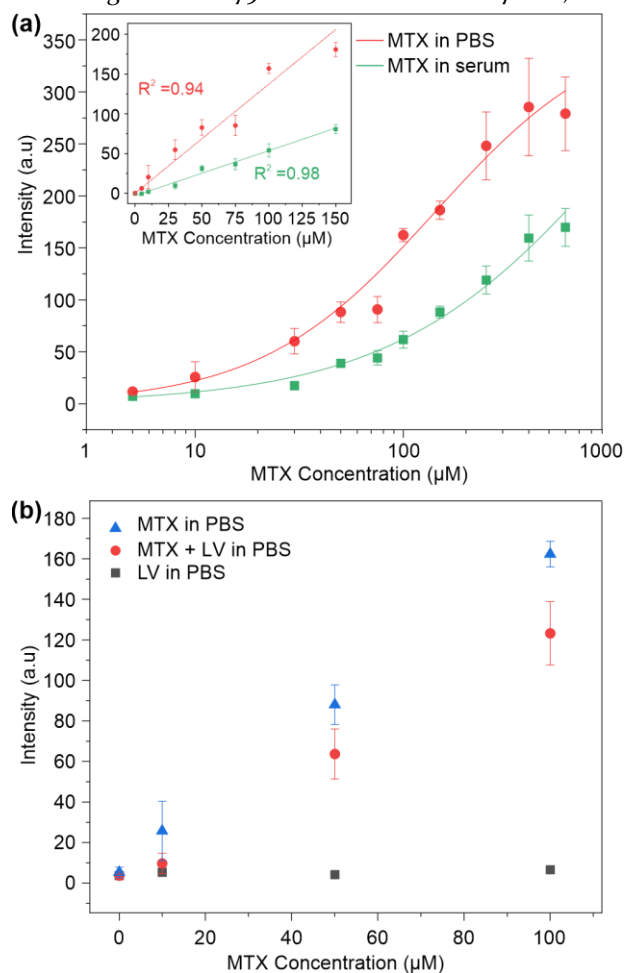 (a)
350
300
250
200
150
100
50
0
Intensity (a.u)
1
10
100
1000
MTX Concentration (µM)
MTX in PBS
MTX in serum
200
150
100
50
0
R² =0.94
R² =0.98
0
25
50
75
100
125
150
MTX Concentration (µM)
(b)
180
160
140
120
100
80
60
40
20
0
Intensity (a.u)
MTX in PBS
MTX + LV in PBS
LV in PBS
0
20
40
60
80
100
MTX Concentration (µM)